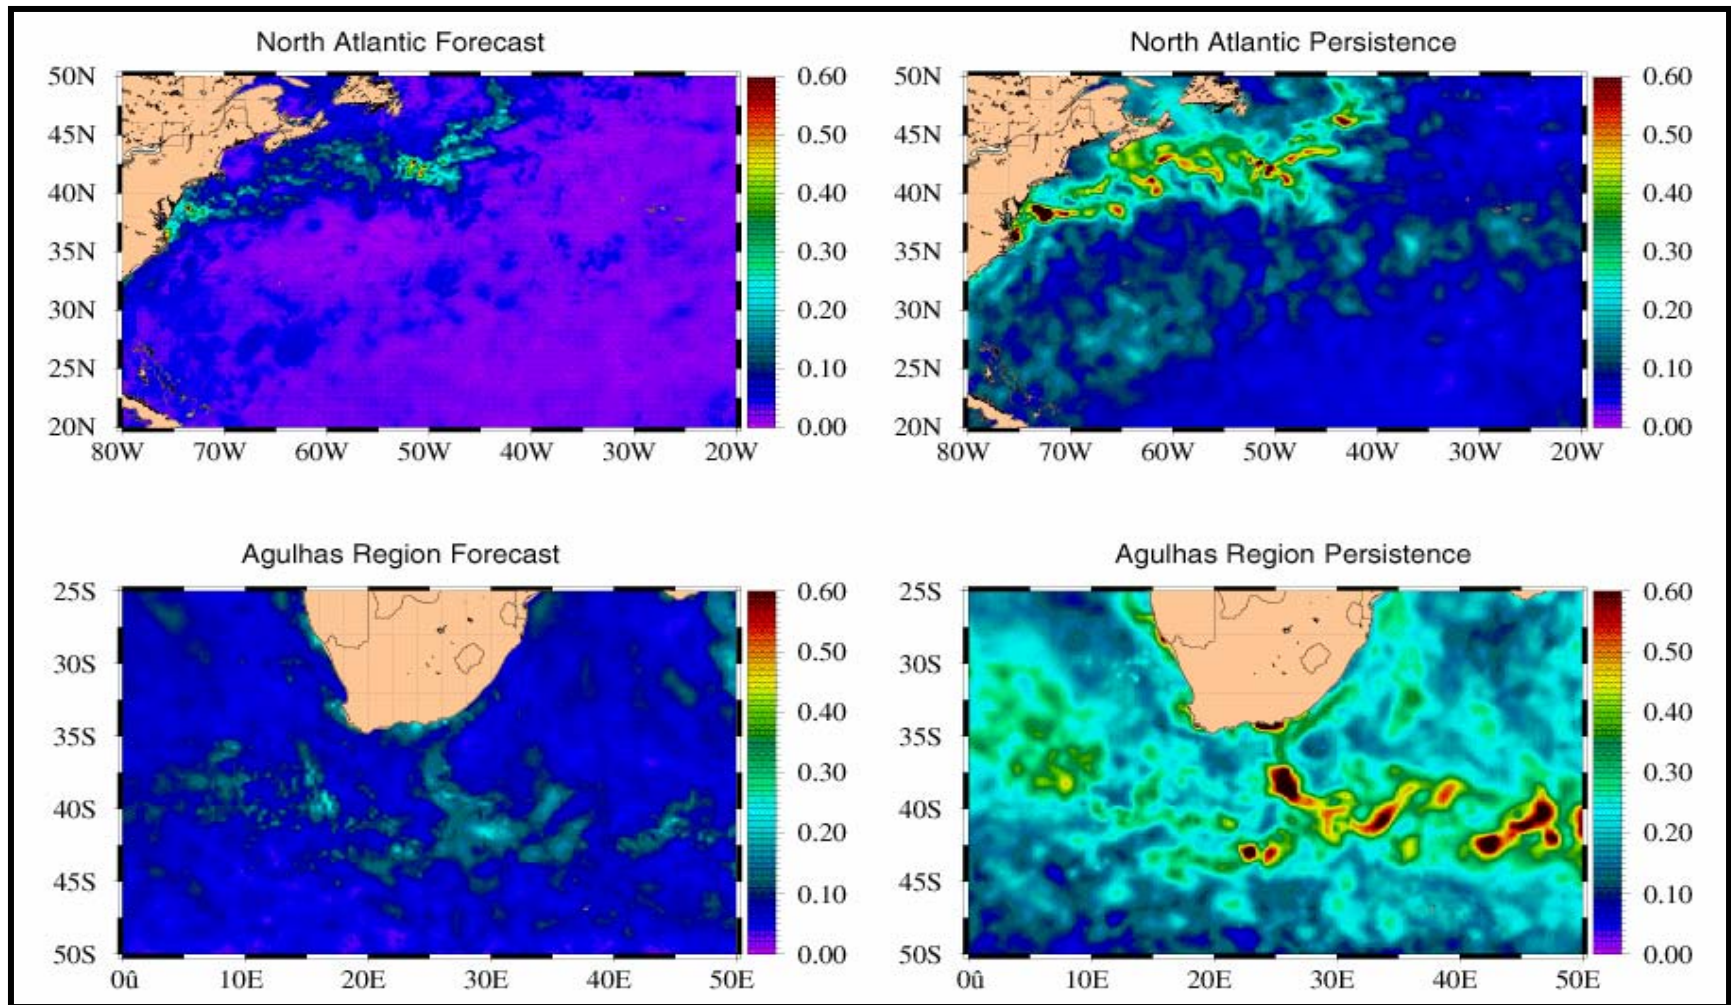 North Atlantic Forecast
50N
45N
40N
35N
30N
25N
20N
80W 70W 60W 50W 40W 30W 20W
0.60
0.50
0.40
0.30
0.20
0.10
0.00
North Atlantic Persistence
50N
45N
40N
35N
30N
25N
20N
80W 70W 60W 50W 40W 30W 20W
0.60
0.50
0.40
0.30
0.20
0.10
0.00
Agulhas Region Forecast
25S
30S
35S
40S
45S
50S
0û 10E 20E 30E 40E 50E
0.60
0.50
0.40
0.30
0.20
0.10
0.00
Agulhas Region Persistence
25S
30S
35S
40S
45S
50S
0û 10E 20E 30E 40E 50E
0.60
0.50
0.40
0.30
0.20
0.10
0.00